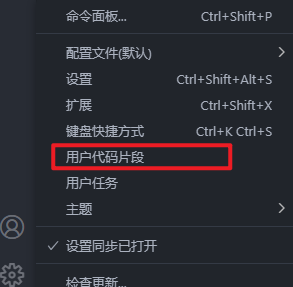 命令面板... Ctrl+Shift+P
配置文件(默认)
设置 Ctrl+Shift+Alt+S
扩展 Ctrl+Shift+X
键盘快捷方式 Ctrl+K Ctrl+S
用户代码片段
用户任务
主题
设置同步已打开
检查更新...